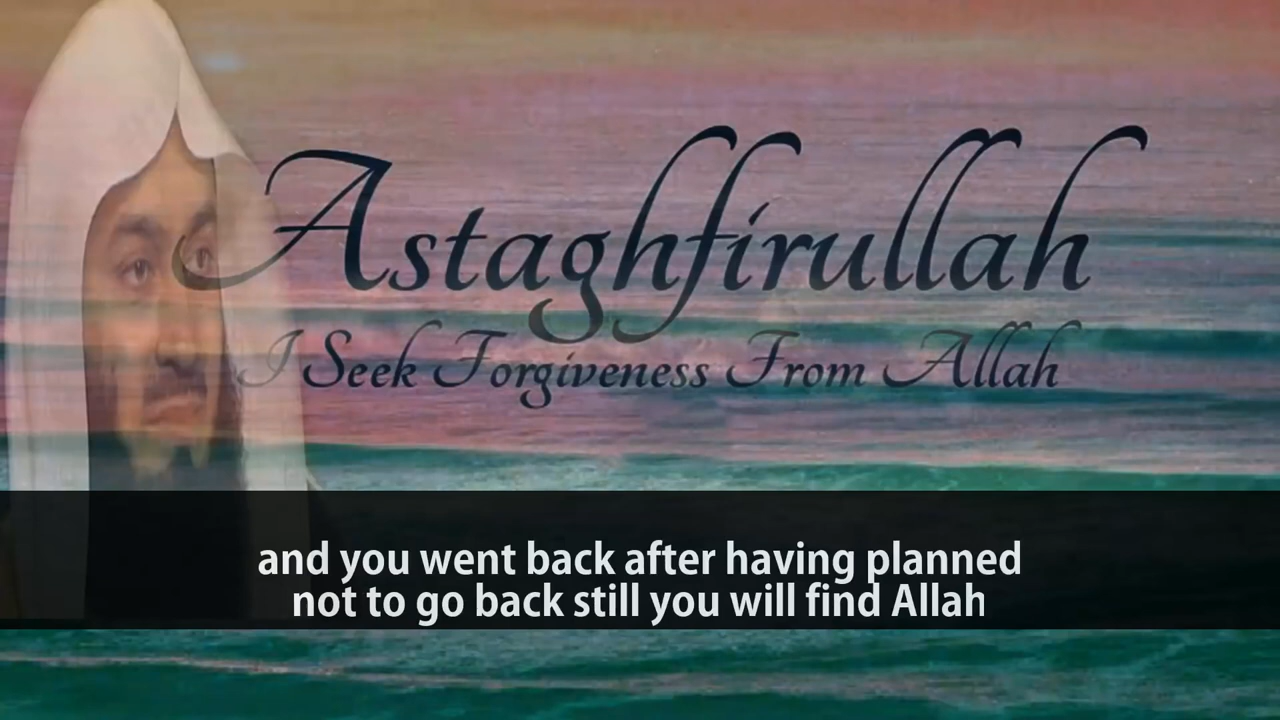 Astaghfirullah
I Seek Forgiveness From Allah
and you went back after having planned
not to go back still you will find Allah